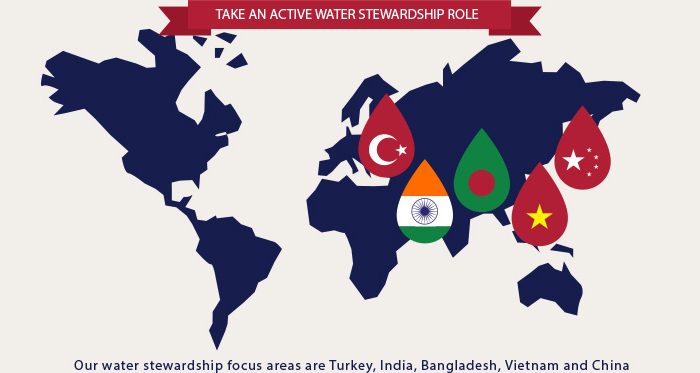 TAKE AN ACTIVE WATER STEWARDSHIP ROLE
Our water stewardship focus areas are Turkey, India, Bangladesh, Vietnam and China